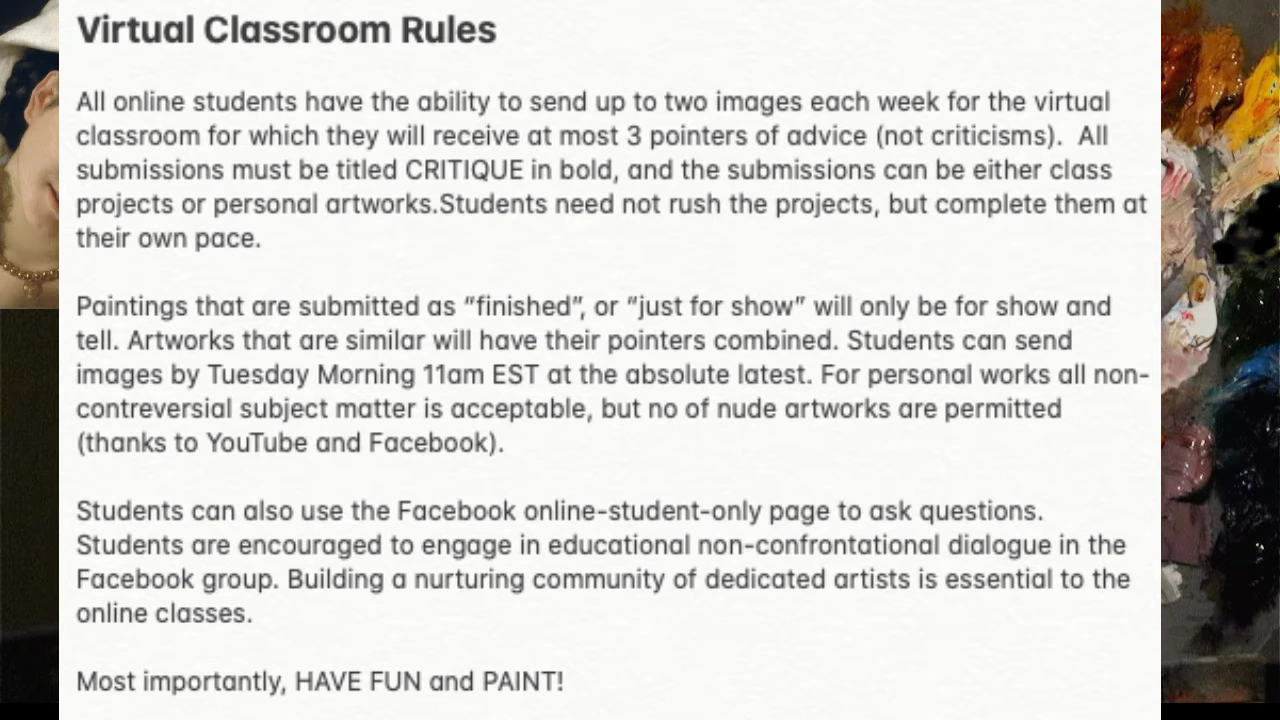 Virtual Classroom Rules
All online students have the ability to send up to two images each week for the virtual
classroom for which they will receive at most 3 pointers of advice (not criticisms).  All
submissions must be titled CRITIQUE in bold, and the submissions can be either class
projects or personal artworks.Students need not rush the projects, but complete them at
their own pace.
Paintings that are submitted as “finished”, or “just for show” will only be for show and
tell. Artworks that are similar will have their pointers combined. Students can send
images by Tuesday Morning 11am EST at the absolute latest. For personal works all non-
contreversial subject matter is acceptable, but no of nude artworks are permitted
(thanks to YouTube and Facebook).
Students can also use the Facebook online-student-only page to ask questions.
Students are encouraged to engage in educational non-confrontational dialogue in the
Facebook group. Building a nurturing community of dedicated artists is essential to the
online classes.
Most importantly, HAVE FUN and PAINT!